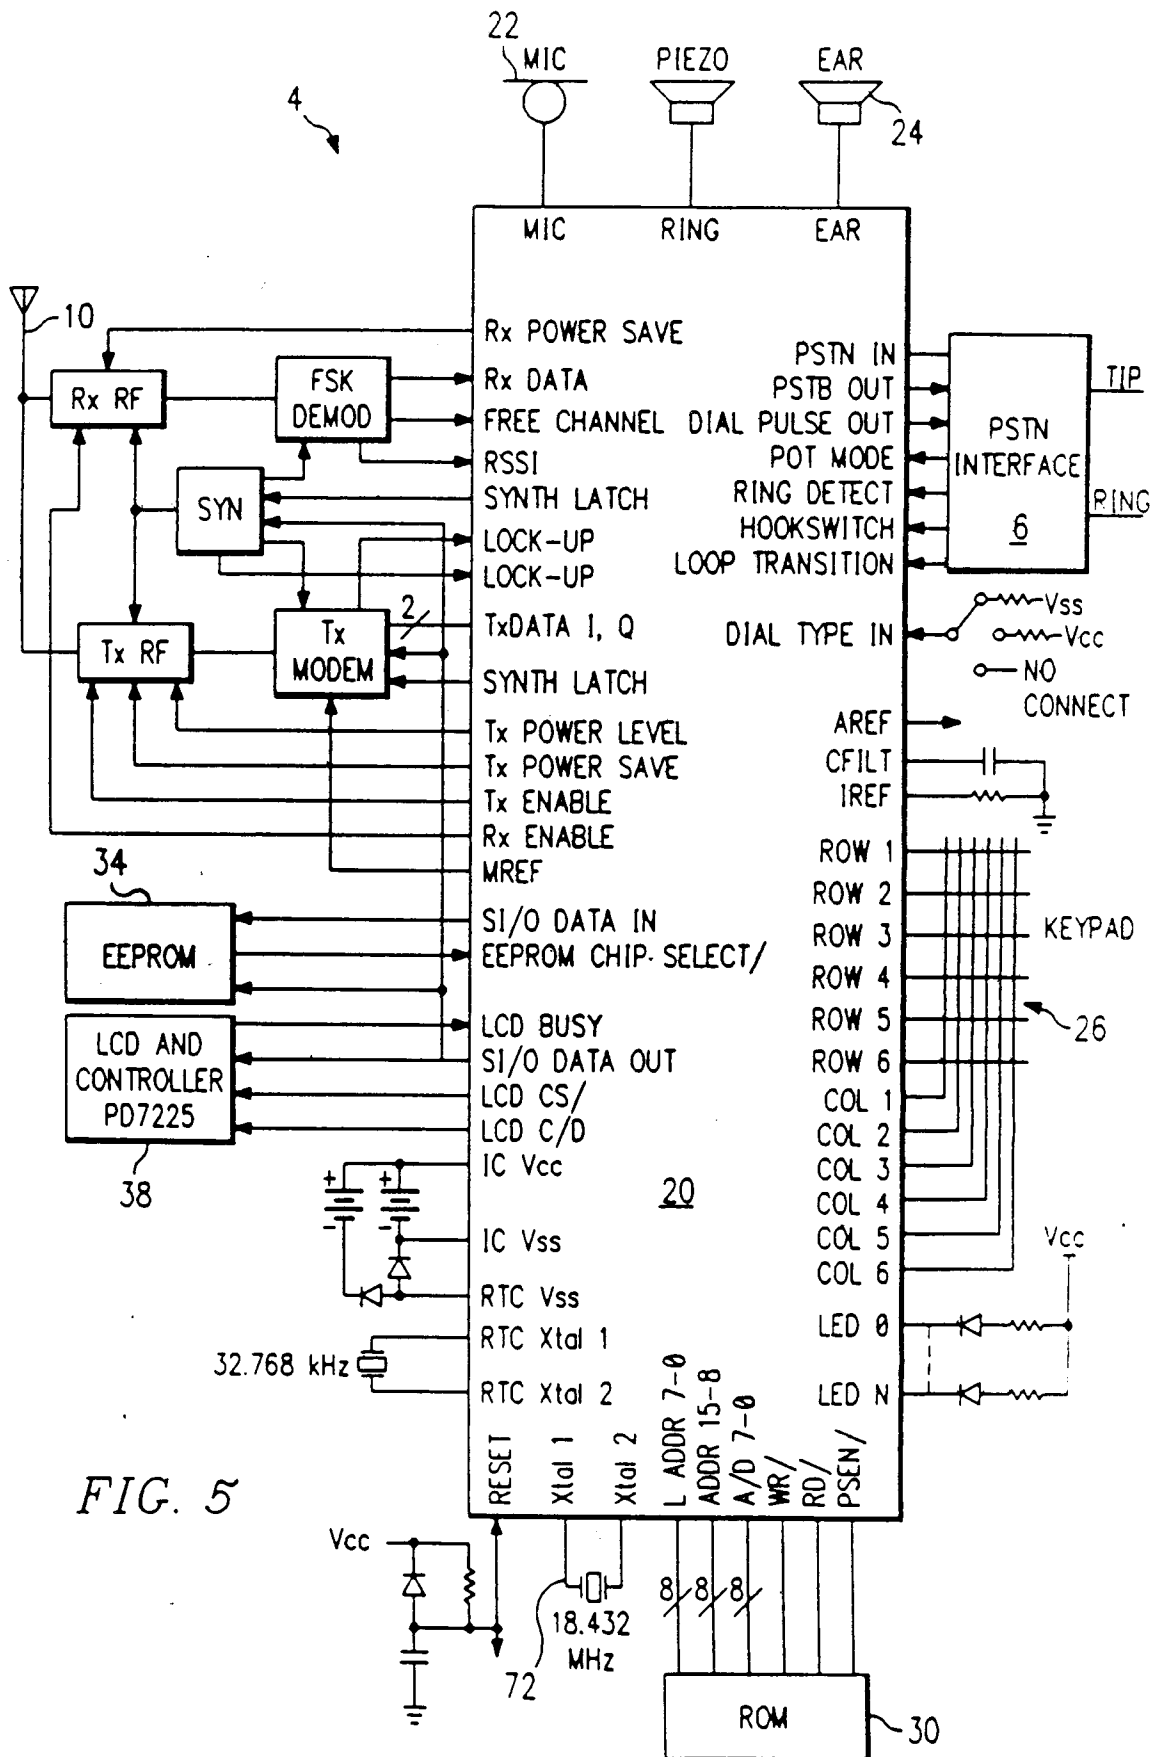 22
MIC
PIEZO
EAR
24
4
MIC
RING
EAR
10
Rx RF
FSK
DEMOD
SYN
Tx RF
Tx
MODEM
2
Rx POWER SAVE
Rx DATA
FREE CHANNEL
RSSI
SYNTH LATCH
LOCK-UP
LOCK-UP
TxDATA I, Q
SYNTH LATCH
Tx POWER LEVEL
Tx POWER SAVE
Tx ENABLE
Rx ENABLE
MREF
SI/O DATA IN
EEPROM CHIP SELECT/
LCD BUSY
SI/O DATA OUT
LCD CS/
LCD C/D
IC Vcc
IC Vss
RTC Vss
RTC Xtal 1
RTC Xtal 2
34
EEPROM
LCD AND
CONTROLLER
PD7225
38
+
+
-
-
32.768 kHz
20
PSTN IN
PSTB OUT
DIAL PULSE OUT
POT MODE
RING DETECT
HOOKSWITCH
LOOP TRANSITION
DIAL TYPE IN
AREF
CFILT
IREF
ROW 1
ROW 2
ROW 3
ROW 4
ROW 5
ROW 6
COL 1
COL 2
COL 3
COL 4
COL 5
COL 6
LED 0
LED N
PSTN
INTERFACE
6
TIP
RING
Vss
Vcc
NO
CONNECT
KEYPAD
26
Vcc
RESET
Xtal 1
Xtal 2
L ADDR 7-0
ADDR 15-8
A/D 7-0
WR/
RD/
PSEN/
FIG. 5
Vcc
72
18.432
MHz
8
8
8
ROM
30